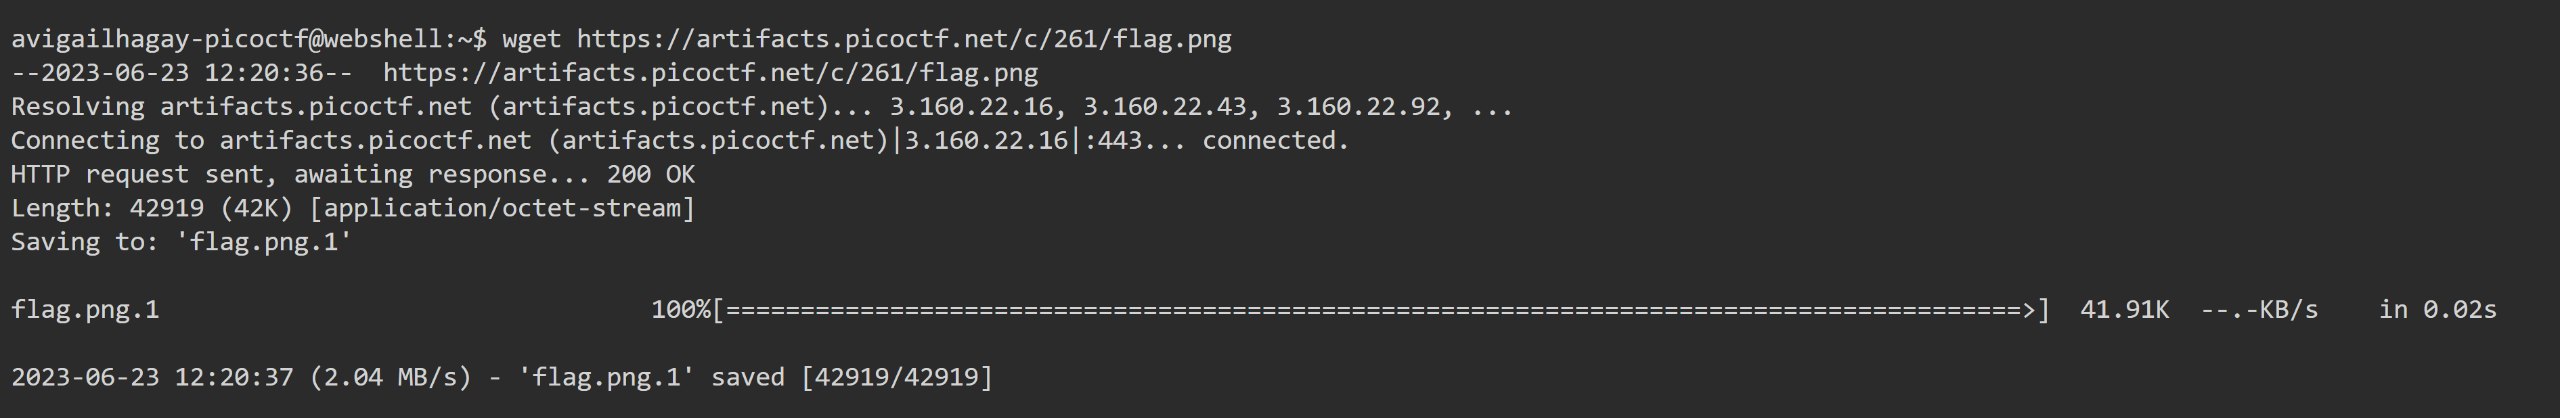 avigailhagay-picoctf@webshell:~$ wget https://artifacts.picoctf.net/c/261/flag.png
--2023-06-23 12:20:36--  https://artifacts.picoctf.net/c/261/flag.png
Resolving artifacts.picoctf.net (artifacts.picoctf.net)... 3.160.22.16, 3.160.22.43, 3.160.22.92, ...
Connecting to artifacts.picoctf.net (artifacts.picoctf.net)|3.160.22.16|:443... connected.
HTTP request sent, awaiting response... 200 OK
Length: 42919 (42K) [application/octet-stream]
Saving to: 'flag.png.1'
flag.png.1                                 100%[=======================================================================================>]  41.91K  --.-KB/s    in 0.02s
2023-06-23 12:20:37 (2.04 MB/s) - 'flag.png.1' saved [42919/42919]